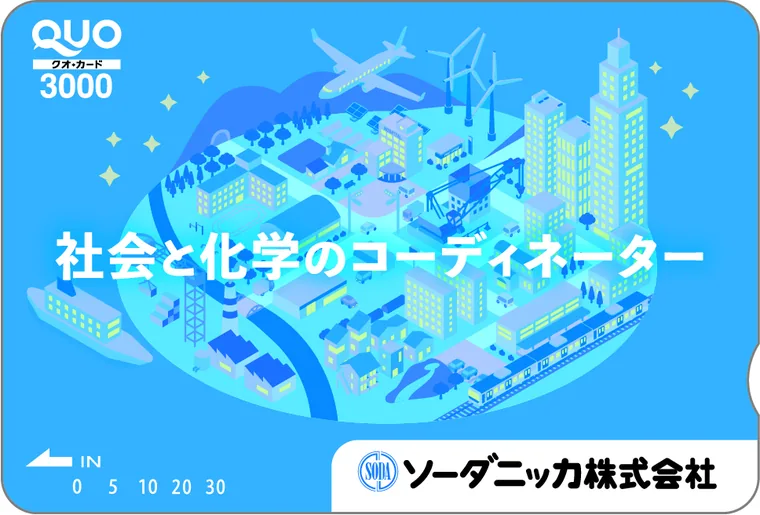 QUO
クオ・カード
3000
社会と化学のコーディネーター
IN
0 5 10 20 30
SODA
ソーダニッカ株式会社